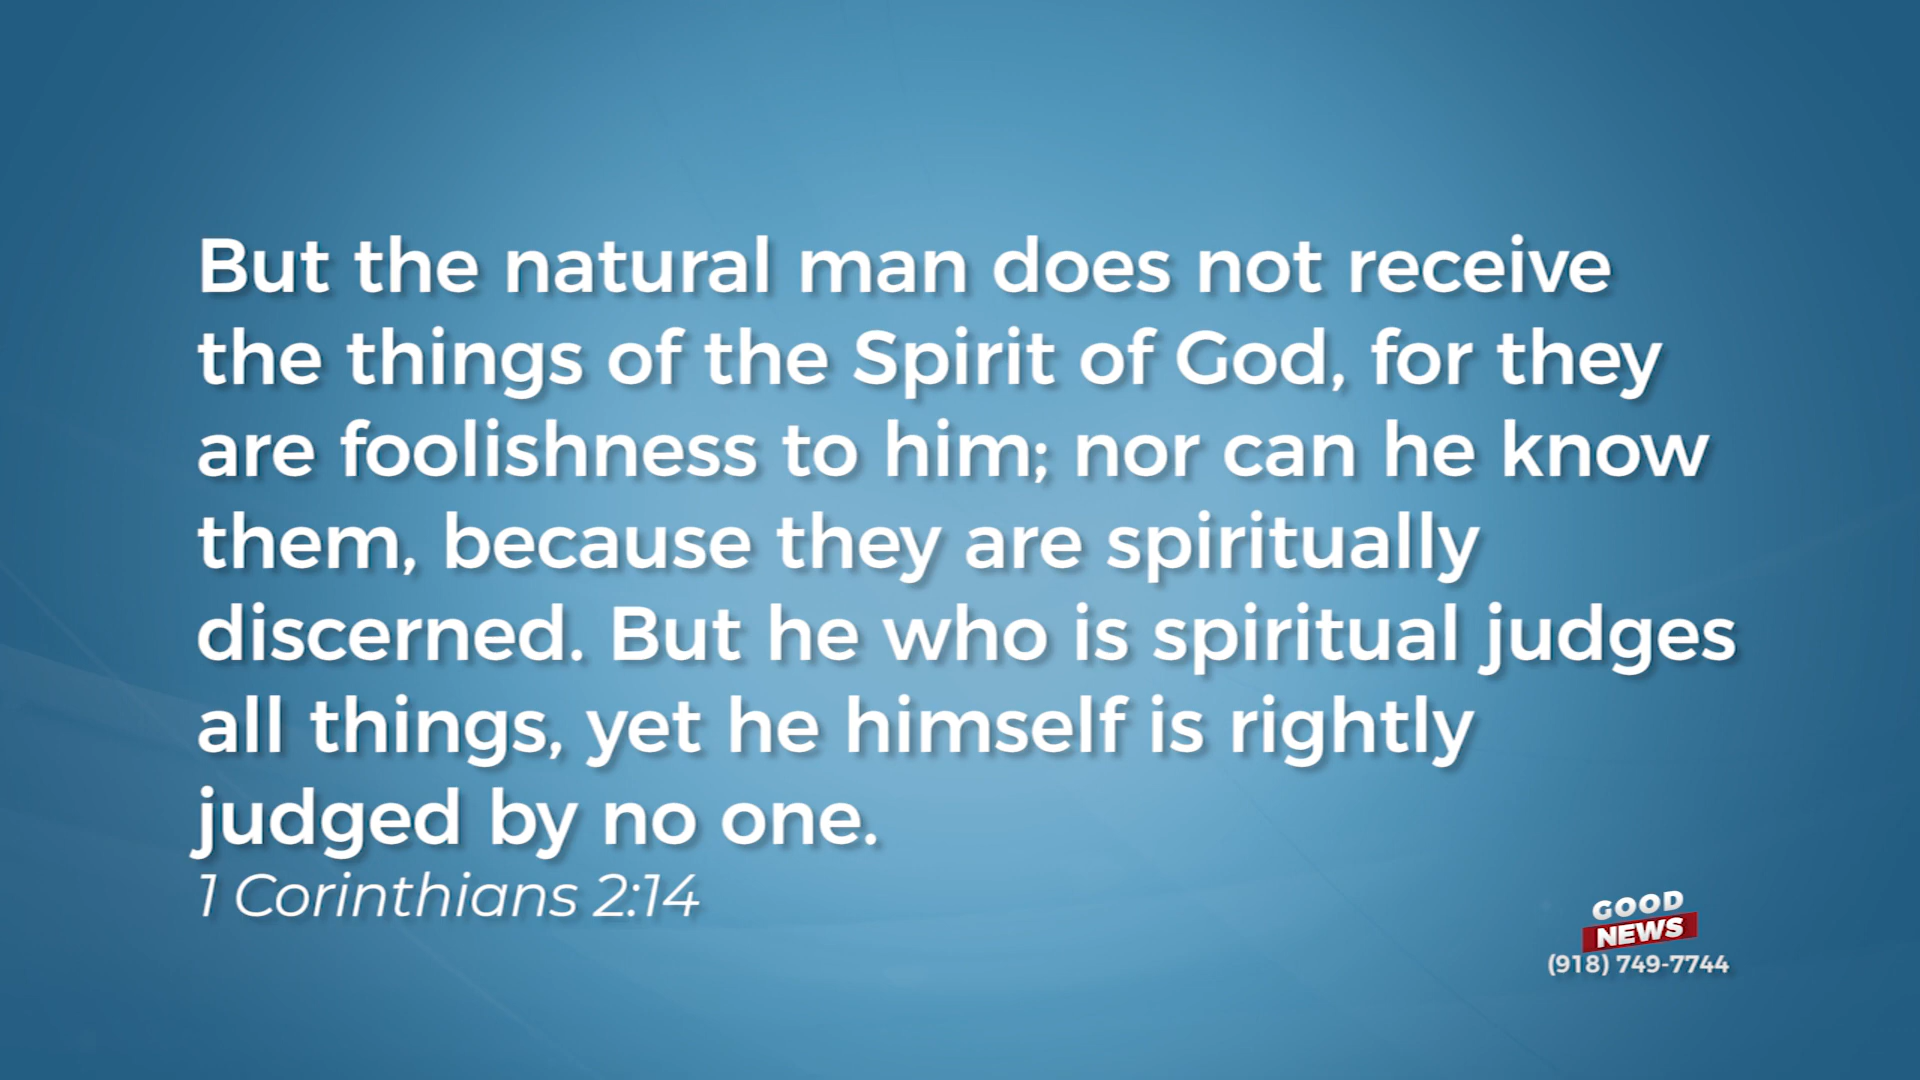 But the natural man does not receive
the things of the Spirit of God, for they
are foolishness to him; nor can he know
them, because they are spiritually
discerned. But he who is spiritual judges
all things, yet he himself is rightly
judged by no one.
1 Corinthians 2:14
GOOD
NEWS
(918) 749-7744